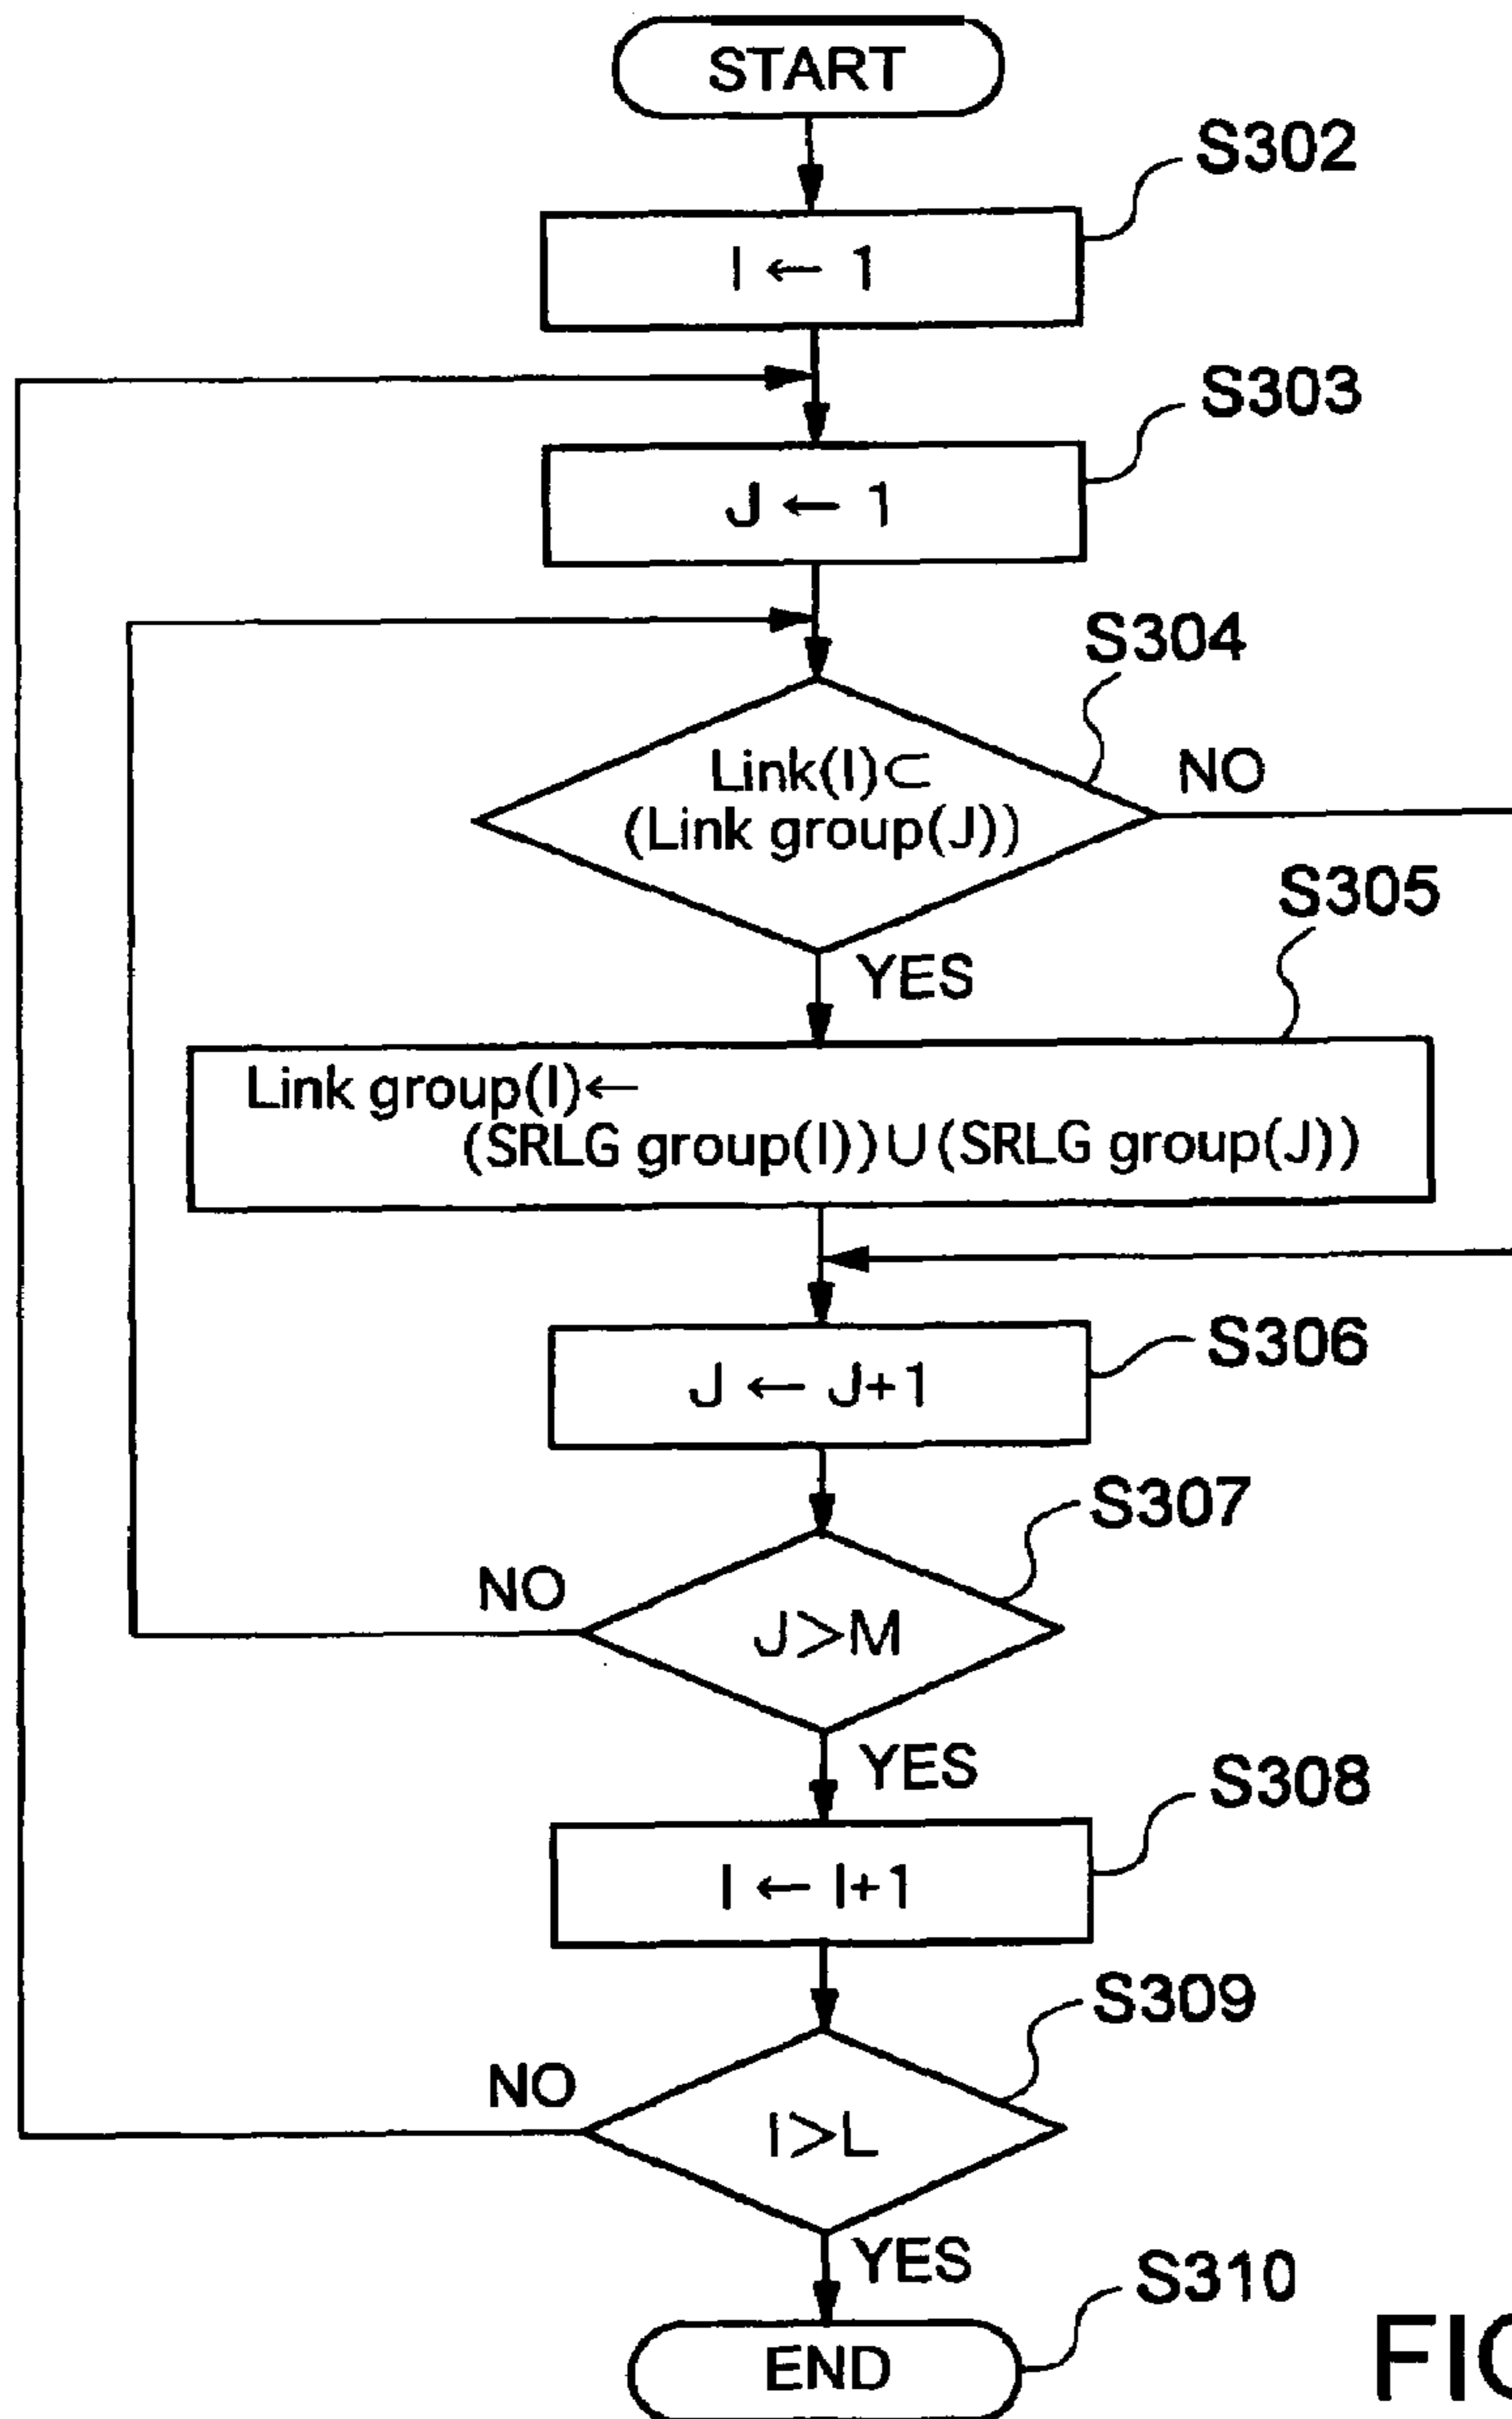 START
S302
I ← 1
S303
J ← 1
S304
Link(I)⊂
(Link group(J))
NO
YES
S305
Link group(I)←
(SRLG group(I))∪(SRLG group(J))
S306
J ← J+1
S307
J>M
NO
YES
S308
I ← I+1
S309
I>L
NO
YES
S310
END